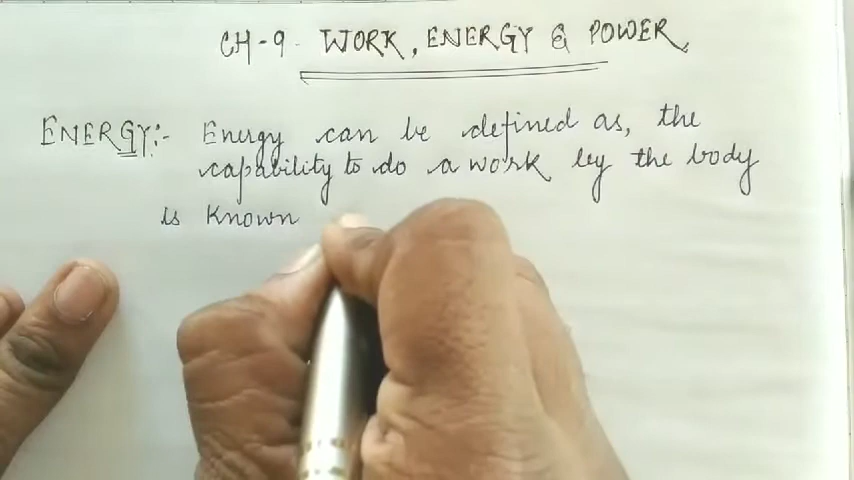 CH-9- WORK, ENERGY & POWER
ENERGY:- Energy can be defined as, the
capability to do a work by the body
is known